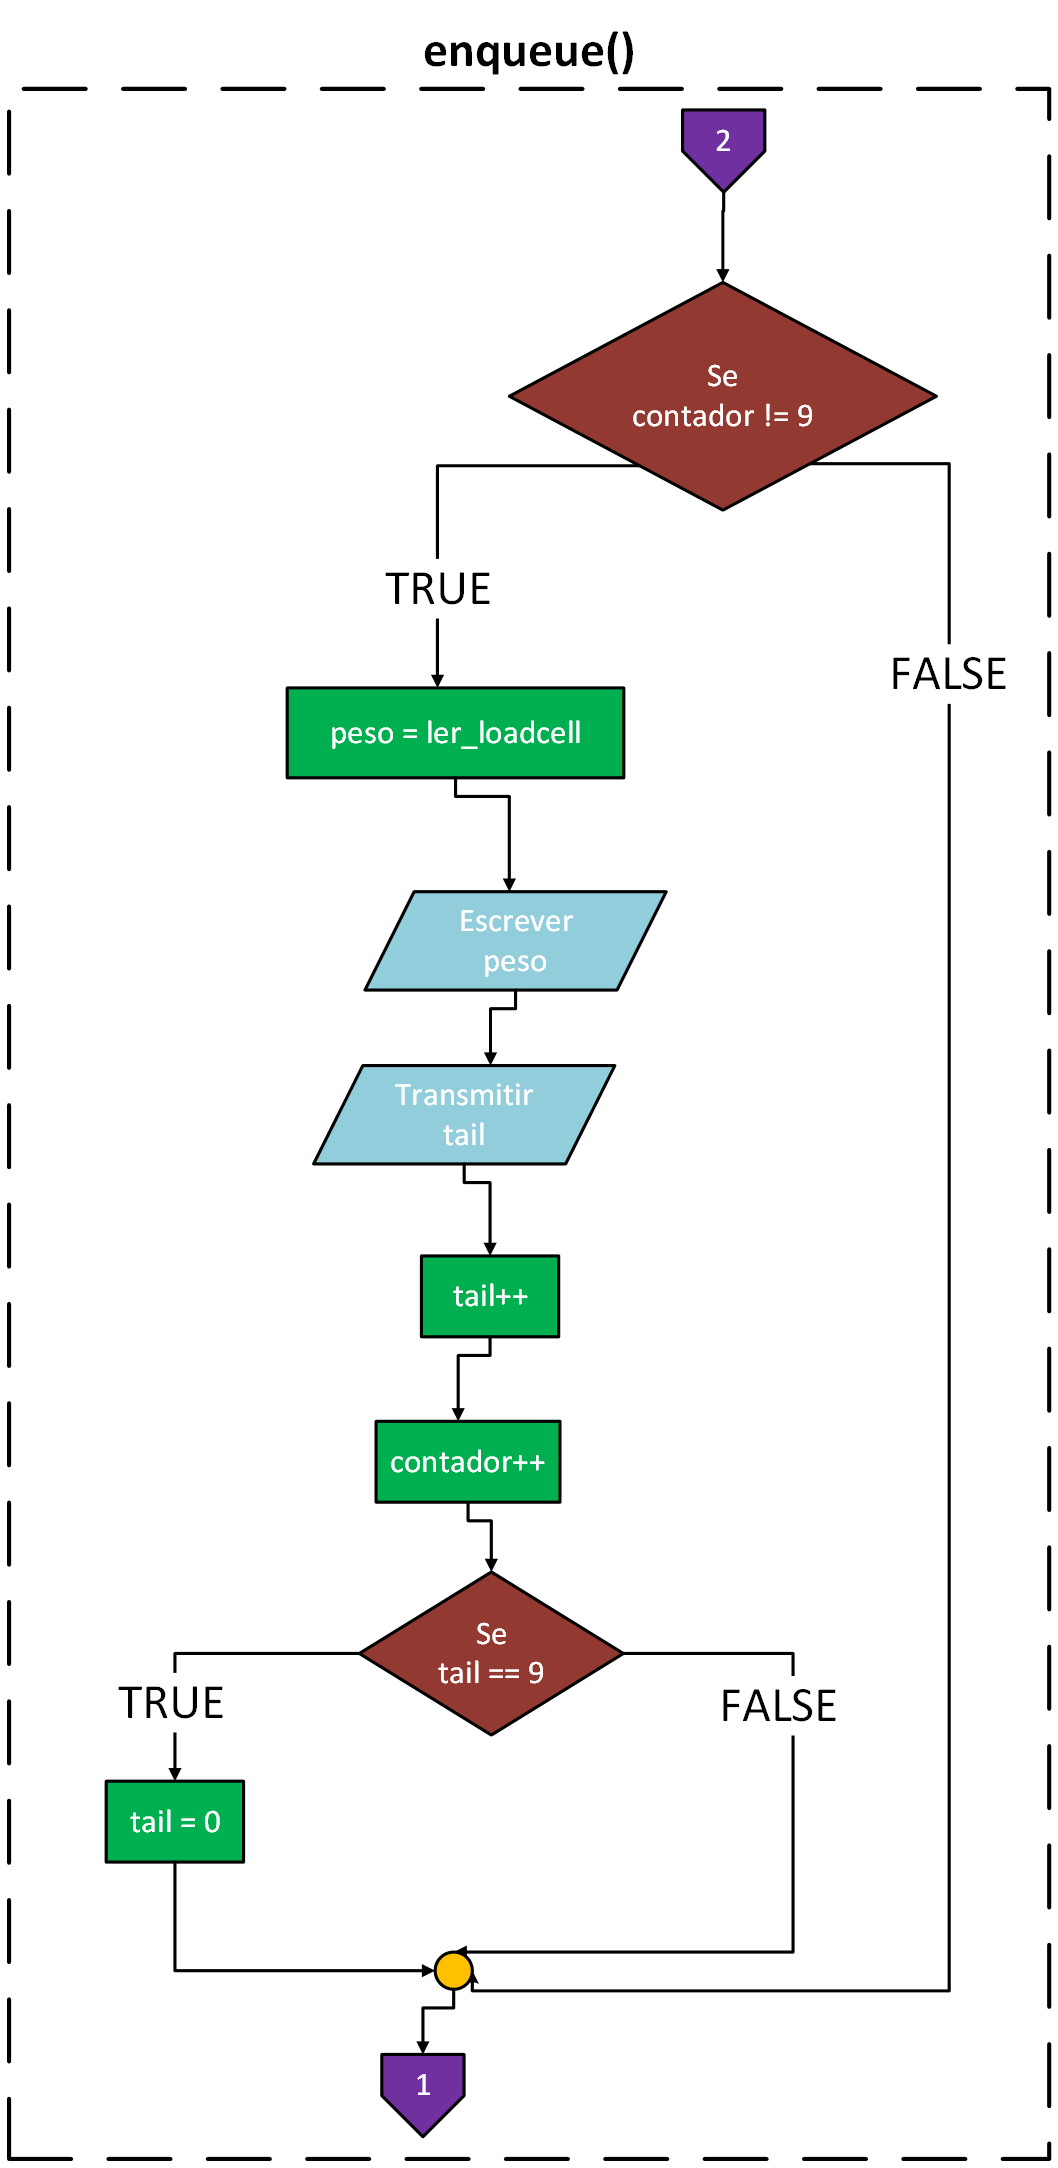 enqueue()
2
Se
contador != 9
TRUE
FALSE
peso = ler_loadcell
Escrever
peso
Transmitir
tail
tail++
contador++
Se
tail == 9
TRUE
FALSE
tail = 0
1